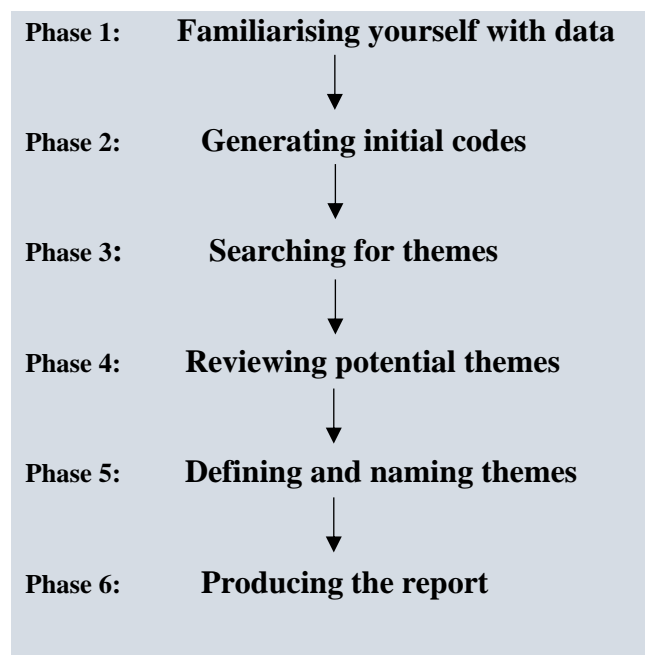 Phase 1: Familiarising yourself with data
Phase 2: Generating initial codes
Phase 3: Searching for themes
Phase 4: Reviewing potential themes
Phase 5: Defining and naming themes
Phase 6: Producing the report